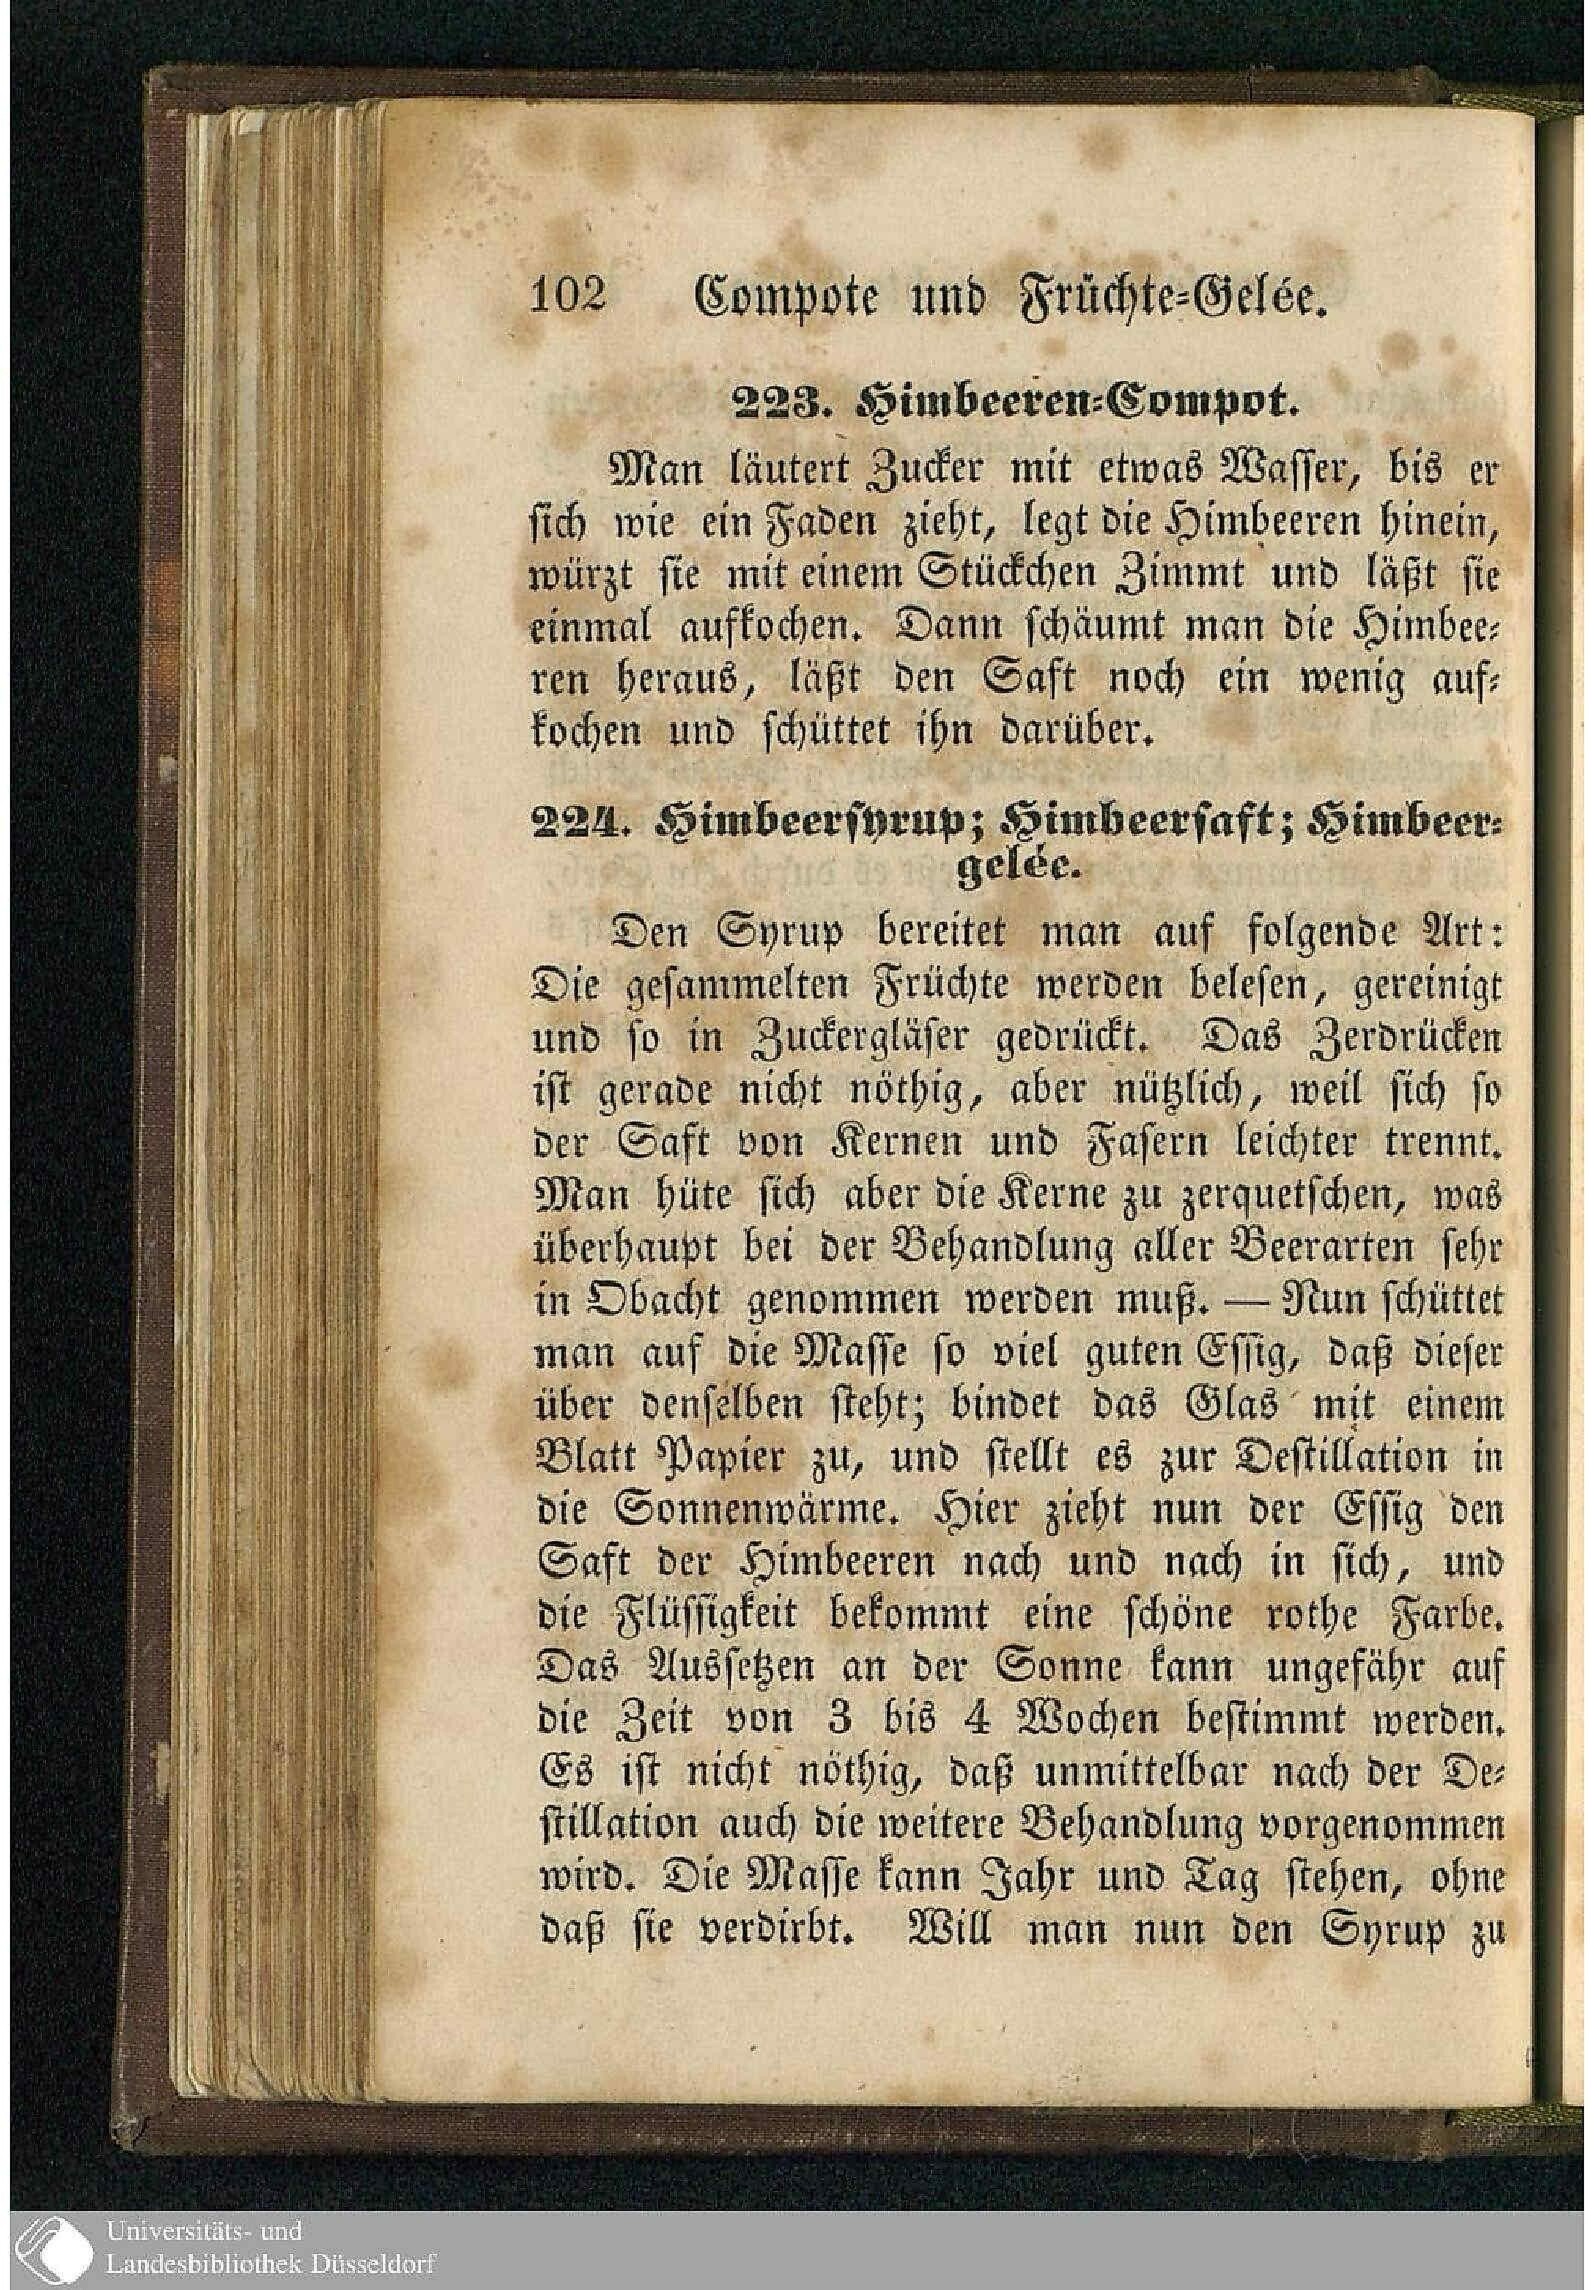 102 Compote und Früchte-Gelée.
223. Himbeeren-Compot.
Man läutert Zucker mit etwas Wasser, bis er
sich wie ein Faden zieht, legt die Himbeeren hinein,
würzt sie mit einem Stückchen Zimmt und läßt sie
einmal aufkochen. Dann schäumt man die Himbee-
ren heraus, läßt den Saft noch ein wenig auf-
kochen und schüttet ihn darüber.
224. Himbeersyrup; Himbeersaft; Himbeer-
gelée.
Den Syrup bereitet man auf folgende Art:
Die gesammelten Früchte werden belesen, gereinigt
und so in Zuckergläser gedrückt. Das Zerdrücken
ist gerade nicht nöthig, aber nützlich, weil sich so
der Saft von Kernen und Fasern leichter trennt.
Man hüte sich aber die Kerne zu zerquetschen, was
überhaupt bei der Behandlung aller Beerarten sehr
in Obacht genommen werden muß. — Nun schüttet
man auf die Masse so viel guten Essig, daß dieser
über denselben steht; bindet das Glas mit einem
Blatt Papier zu, und stellt es zur Destillation in
die Sonnenwärme. Hier zieht nun der Essig den
Saft der Himbeeren nach und nach in sich, und
die Flüssigkeit bekommt eine schöne rothe Farbe.
Das Aussetzen an der Sonne kann ungefähr auf
die Zeit von 3 bis 4 Wochen bestimmt werden.
Es ist nicht nöthig, daß unmittelbar nach der De-
stillation auch die weitere Behandlung vorgenommen
wird. Die Masse kann Jahr und Tag stehen, ohne
daß sie verdirbt. Will man nun den Syrup zu
Universitäts- und
Landesbibliothek Düsseldorf